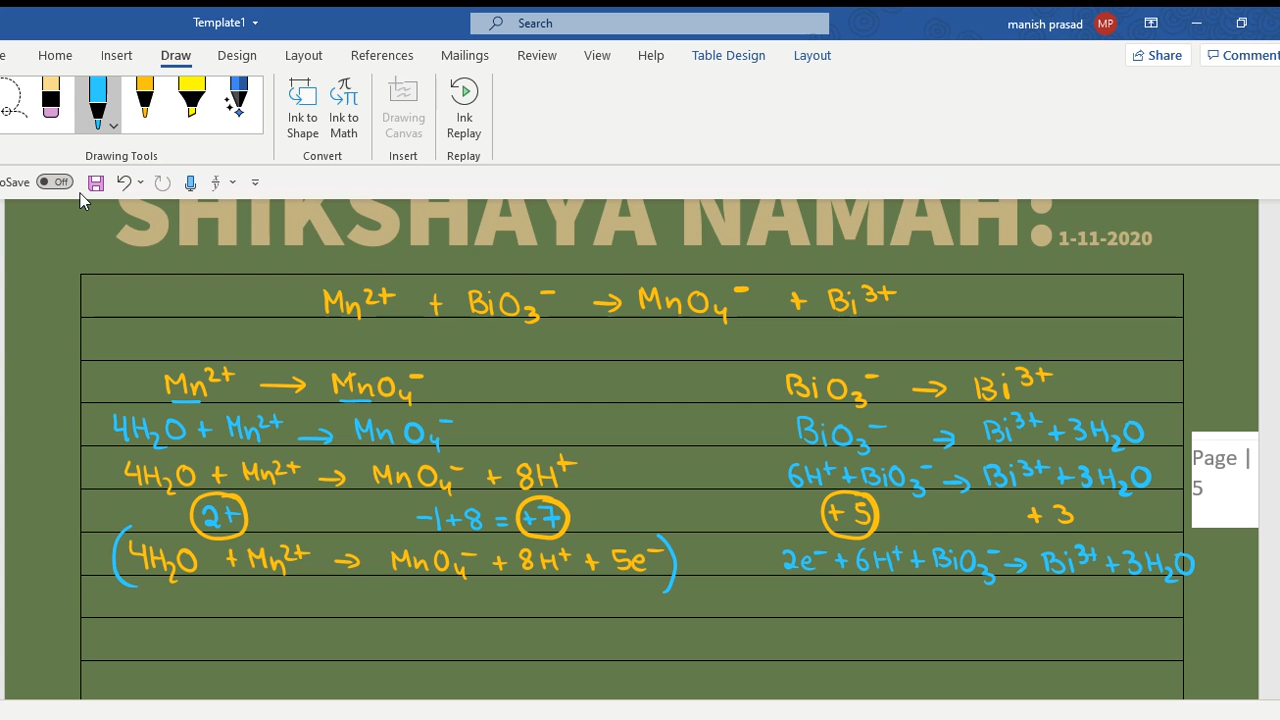 Template1
Search
manish prasad MP
Home Insert Draw Design Layout References Mailings Review View Help Table Design Layout Share Comment
Ink to Shape Ink to Math Drawing Canvas Ink Replay
Drawing Tools Convert Insert Replay
oSave Off
SHIKSHAYA NAMAH: 1-11-2020
Mn²⁺ + BiO₃⁻ → MnO₄⁻ + Bi³⁺
Mn²⁺ → MnO₄⁻ BiO₃⁻ → Bi³⁺
4H₂O + Mn²⁺ → MnO₄⁻ BiO₃⁻ → Bi³⁺ + 3H₂O
4H₂O + Mn²⁺ → MnO₄⁻ + 8H⁺ 6H⁺ + BiO₃⁻ → Bi³⁺ + 3H₂O
2+ -1+8 = +7 +5 +3
(4H₂O + Mn²⁺ → MnO₄⁻ + 8H⁺ + 5e⁻) 2e⁻ + 6H⁺ + BiO₃⁻ → Bi³⁺ + 3H₂O
Page |
5